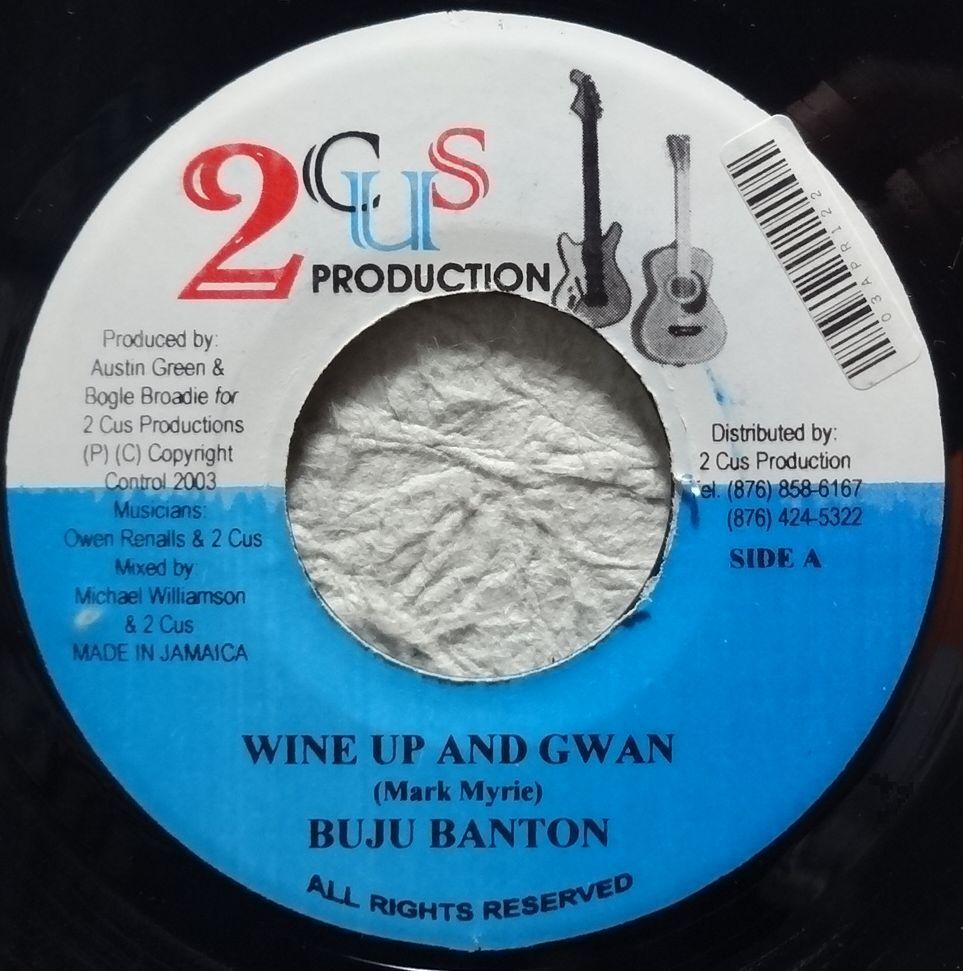 2 CUS
PRODUCTION
03APR122
Produced by:
Austin Green &
Bogle Broadie for
2 Cus Productions
(P) (C) Copyright
Control 2003
Musicians:
Owen Renalls & 2 Cus
Mixed by:
Michael Williamson
& 2 Cus
MADE IN JAMAICA
Distributed by:
2 Cus Production
Tel. (876) 858-6167
(876) 424-5322
SIDE A
WINE UP AND GWAN
(Mark Myrie)
BUJU BANTON
ALL RIGHTS RESERVED